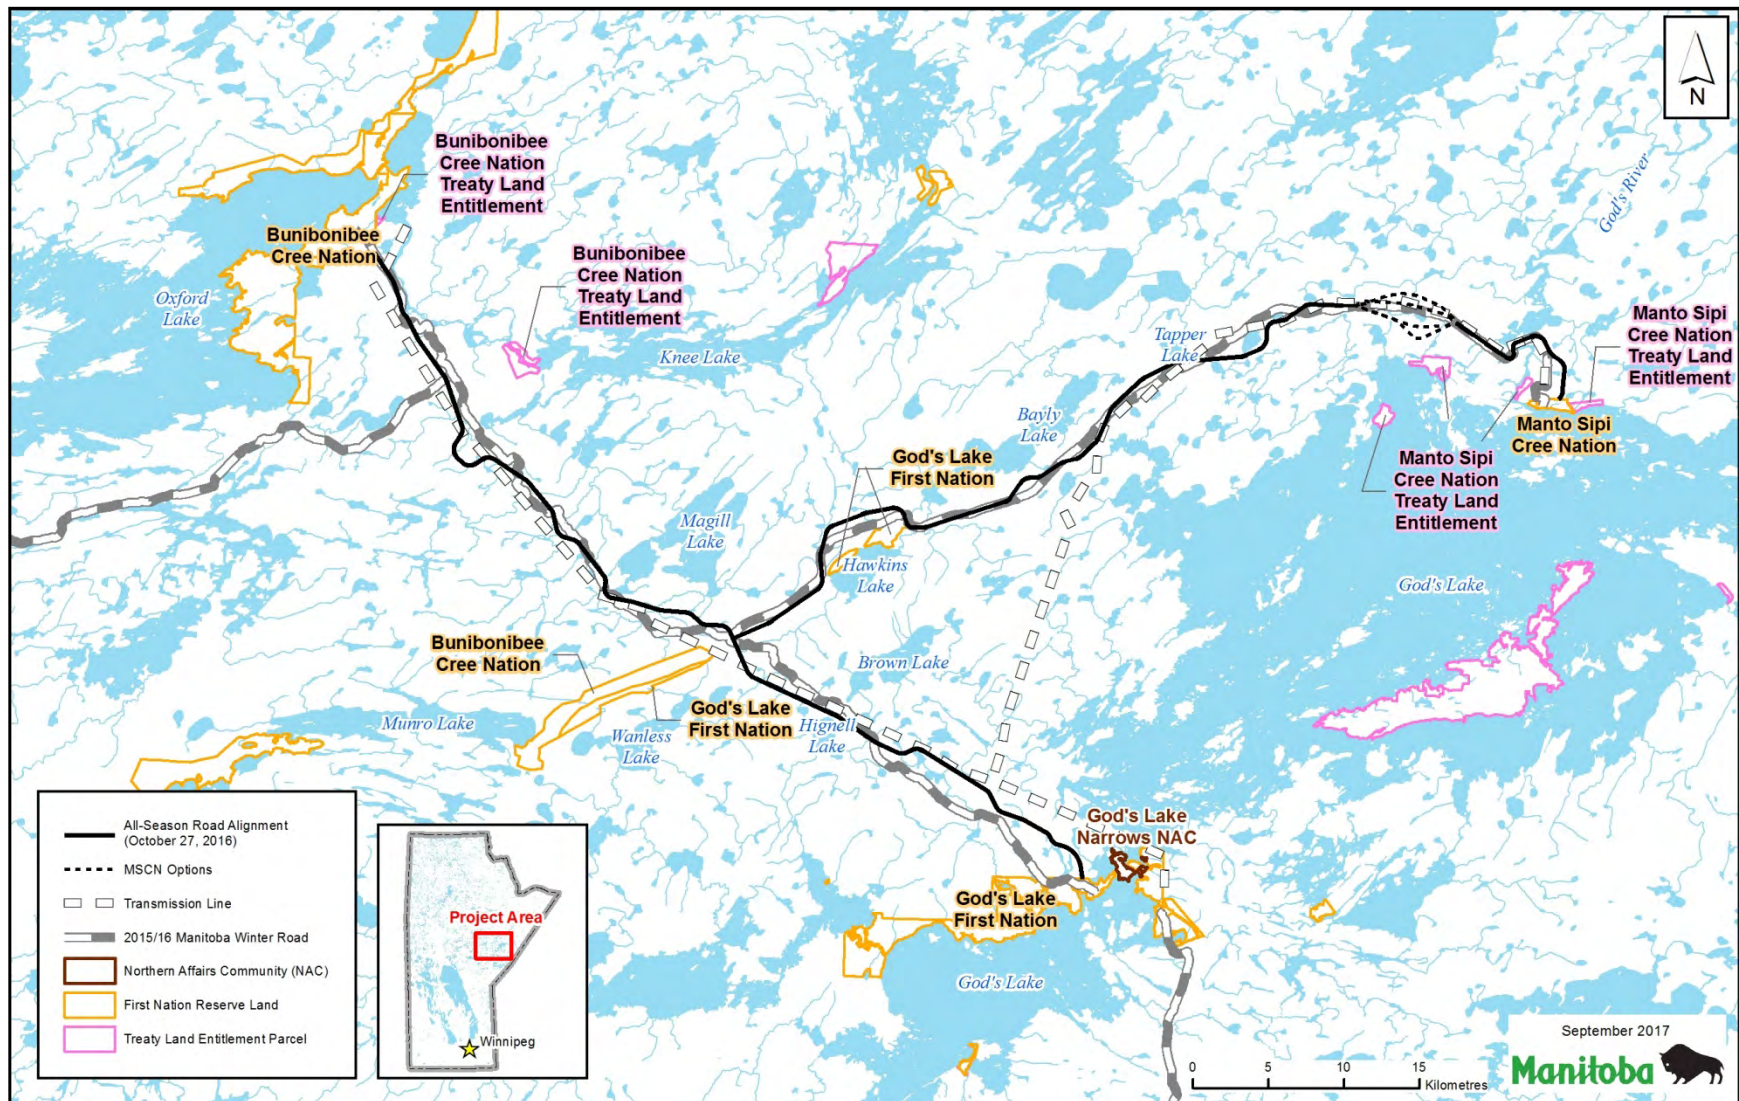 N
God's River
Bunibonibee
Cree Nation
Treaty Land
Entitlement
Bunibonibee
Cree Nation
Bunibonibee
Cree Nation
Treaty Land
Entitlement
Oxford
Lake
Knee Lake
Tapper
Lake
Manto Sipi
Cree Nation
Treaty Land
Entitlement
Bayly
Lake
Manto Sipi
Cree Nation
God's Lake
First Nation
Manto Sipi
Cree Nation
Treaty Land
Entitlement
Magill
Lake
Hawkins
Lake
God's Lake
Bunibonibee
Cree Nation
Brown Lake
God's Lake
First Nation
Munro Lake
Wanless
Lake
Hignell
Lake
God's Lake
Narrows NAC
God's Lake
First Nation
God's Lake
All-Season Road Alignment
(October 27, 2016)
MSCN Options
Transmission Line
2015/16 Manitoba Winter Road
Northern Affairs Community (NAC)
First Nation Reserve Land
Treaty Land Entitlement Parcel
Project Area
Winnipeg
September 2017
0 5 10 15
Kilometres
Manitoba